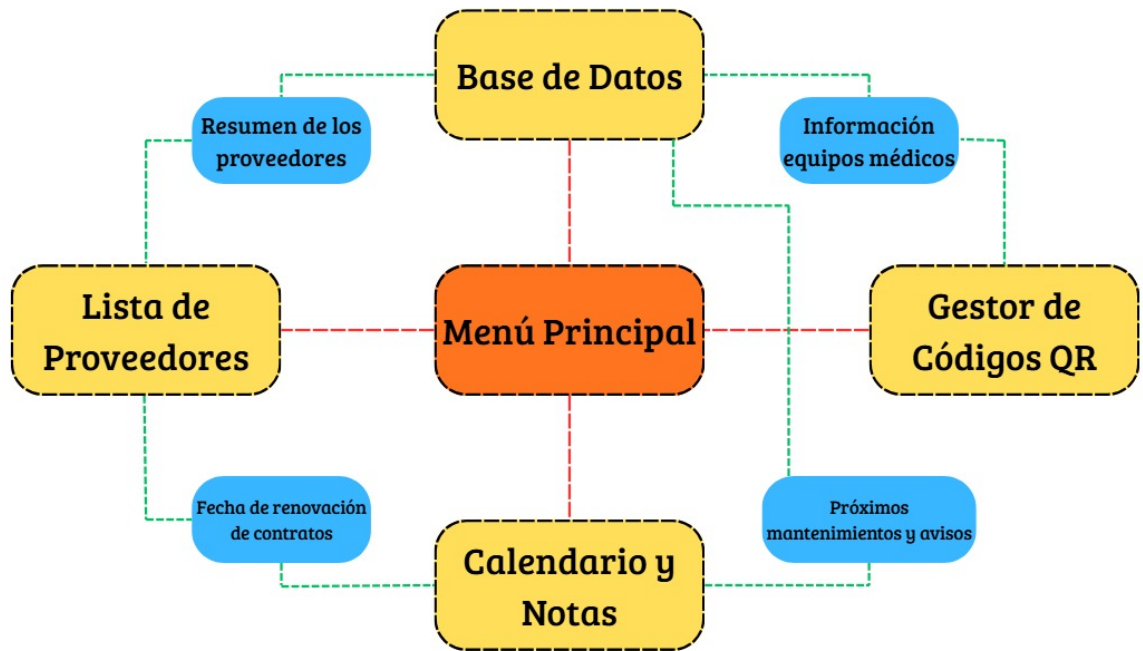 Base de Datos
Resumen de los
proveedores
Información
equipos médicos
Lista de
Proveedores
Menú Principal
Gestor de
Códigos QR
Fecha de renovación
de contratos
Próximos
mantenimientos y avisos
Calendario y
Notas